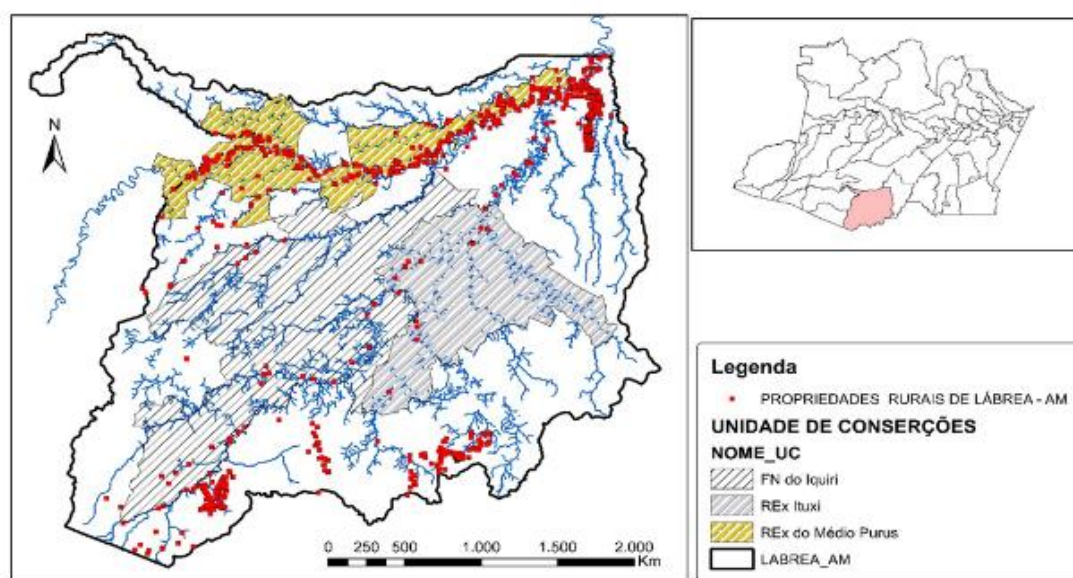 N
0 250 500 1.000 1.500 2.000
Km
Legenda
PROPRIEDADES RURAIS DE LÁBREA - AM
UNIDADE DE CONSERÇÕES
NOME_UC
FN do Iquiri
REx Ituxi
REx do Médio Purus
LABREA_AM